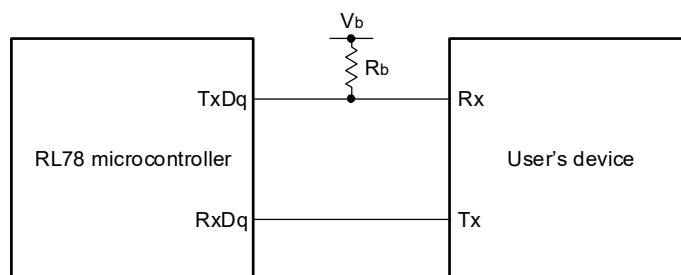 Vb
Rb
TxDq
Rx
RL78 microcontroller
User’s device
RxDq
Tx